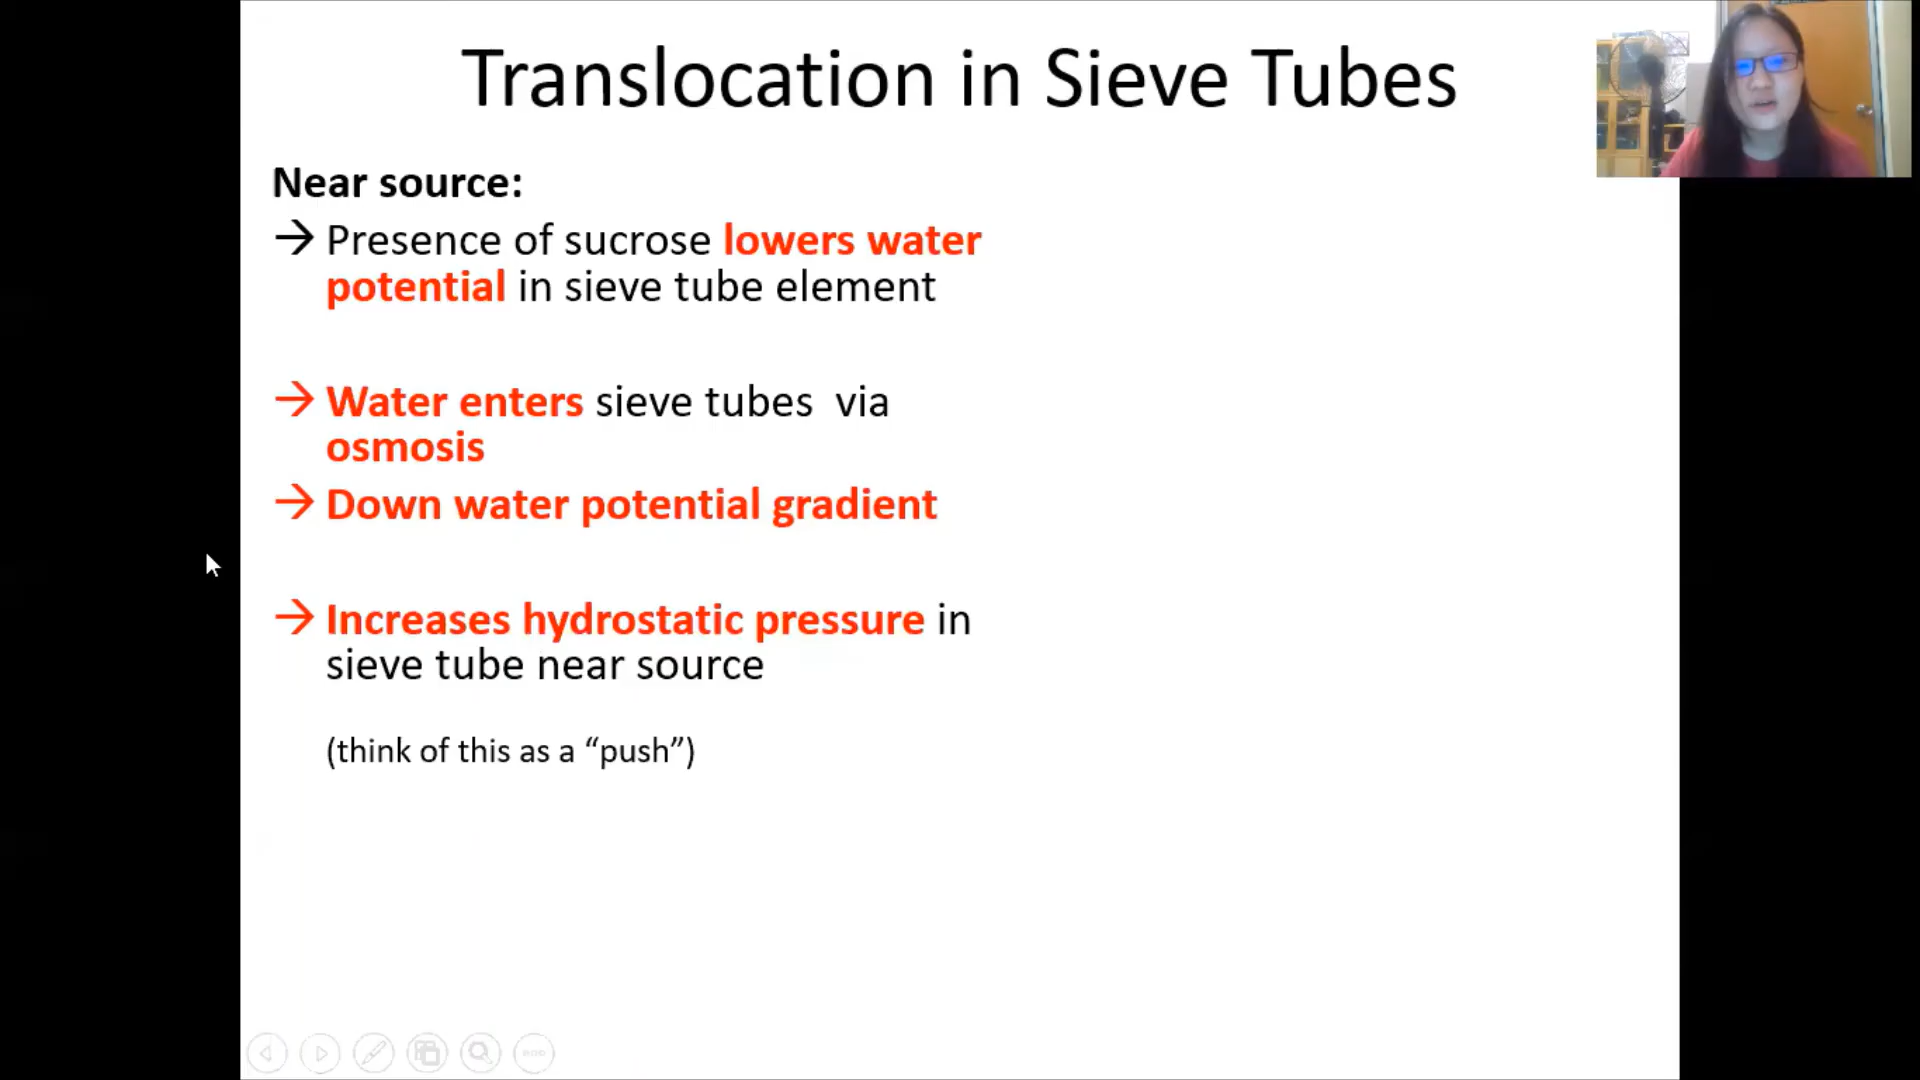 Translocation in Sieve Tubes
Near source:
→ Presence of sucrose lowers water
potential in sieve tube element
→ Water enters sieve tubes  via
osmosis
→ Down water potential gradient
→ Increases hydrostatic pressure in
sieve tube near source
(think of this as a “push”)